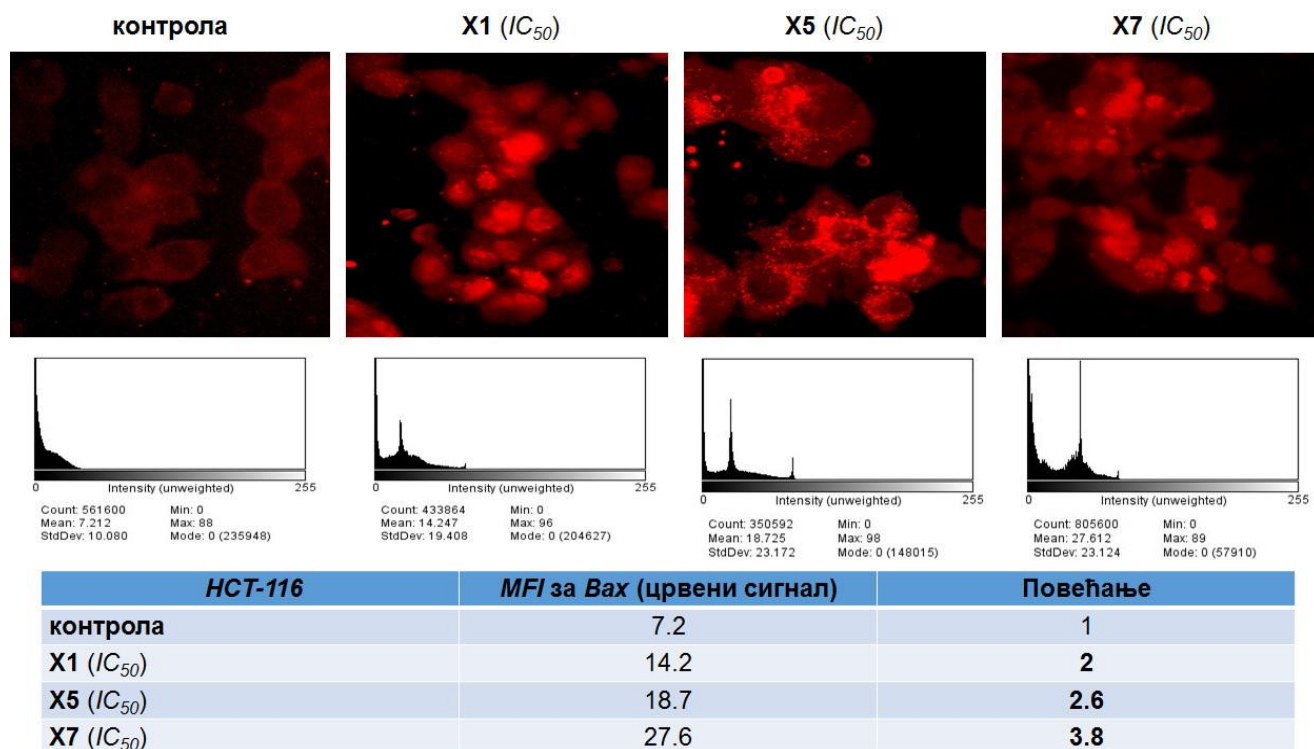 контрола X1 (IC50) X5 (IC50) X7 (IC50)
0 255
Intensity (unweighted)
Count: 561600 Min: 0
Mean: 7.212 Max: 88
StdDev: 10.080 Mode: 0 (235948)
0 255
Intensity (unweighted)
Count: 433864 Min: 0
Mean: 14.247 Max: 96
StdDev: 19.408 Mode: 0 (204627)
0 255
Intensity (unweighted)
Count: 350592 Min: 0
Mean: 18.725 Max: 98
StdDev: 23.172 Mode: 0 (148015)
0 255
Intensity (unweighted)
Count: 805600 Min: 0
Mean: 27.612 Max: 89
StdDev: 23.124 Mode: 0 (57910)
HCT-116 MFI за Bax (црвени сигнал) Повећање
контрола 7.2 1
X1 (IC50) 14.2 2
X5 (IC50) 18.7 2.6
X7 (IC50) 27.6 3.8